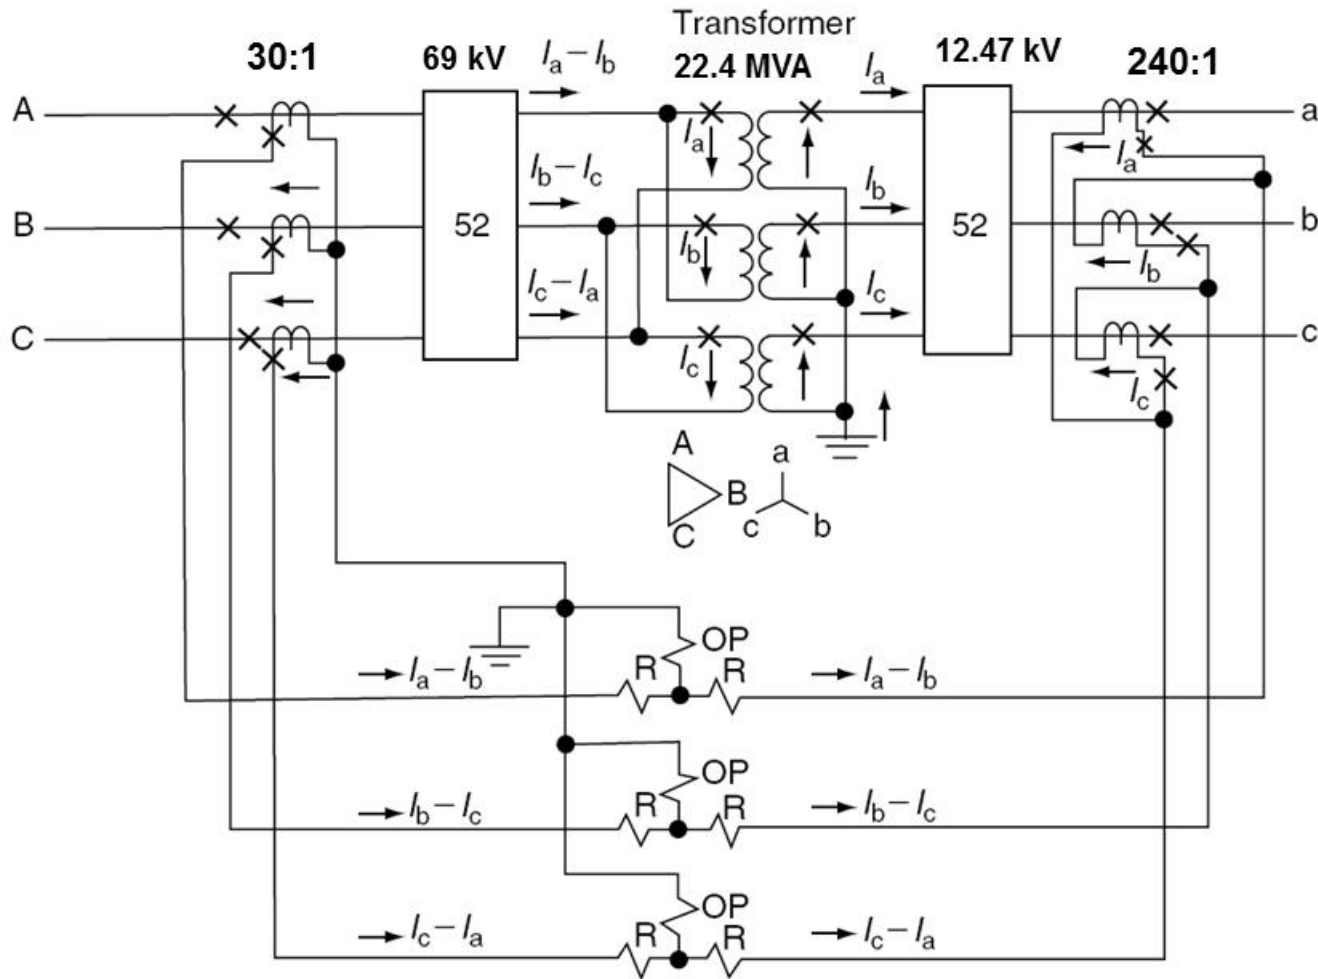 Transformer
30:1
69 kV
Ia – Ib
22.4 MVA
Ia
12.47 kV
240:1
A
Ia
Ia
a
Ib – Ic
Ib
B
52
Ib
52
Ib
b
Ic – Ia
Ic
C
Ic
Ic
c
A
B
C
a
c
b
OP
Ia – Ib
R
R
Ia – Ib
OP
Ib – Ic
R
R
Ib – Ic
OP
Ic – Ia
R
R
Ic – Ia